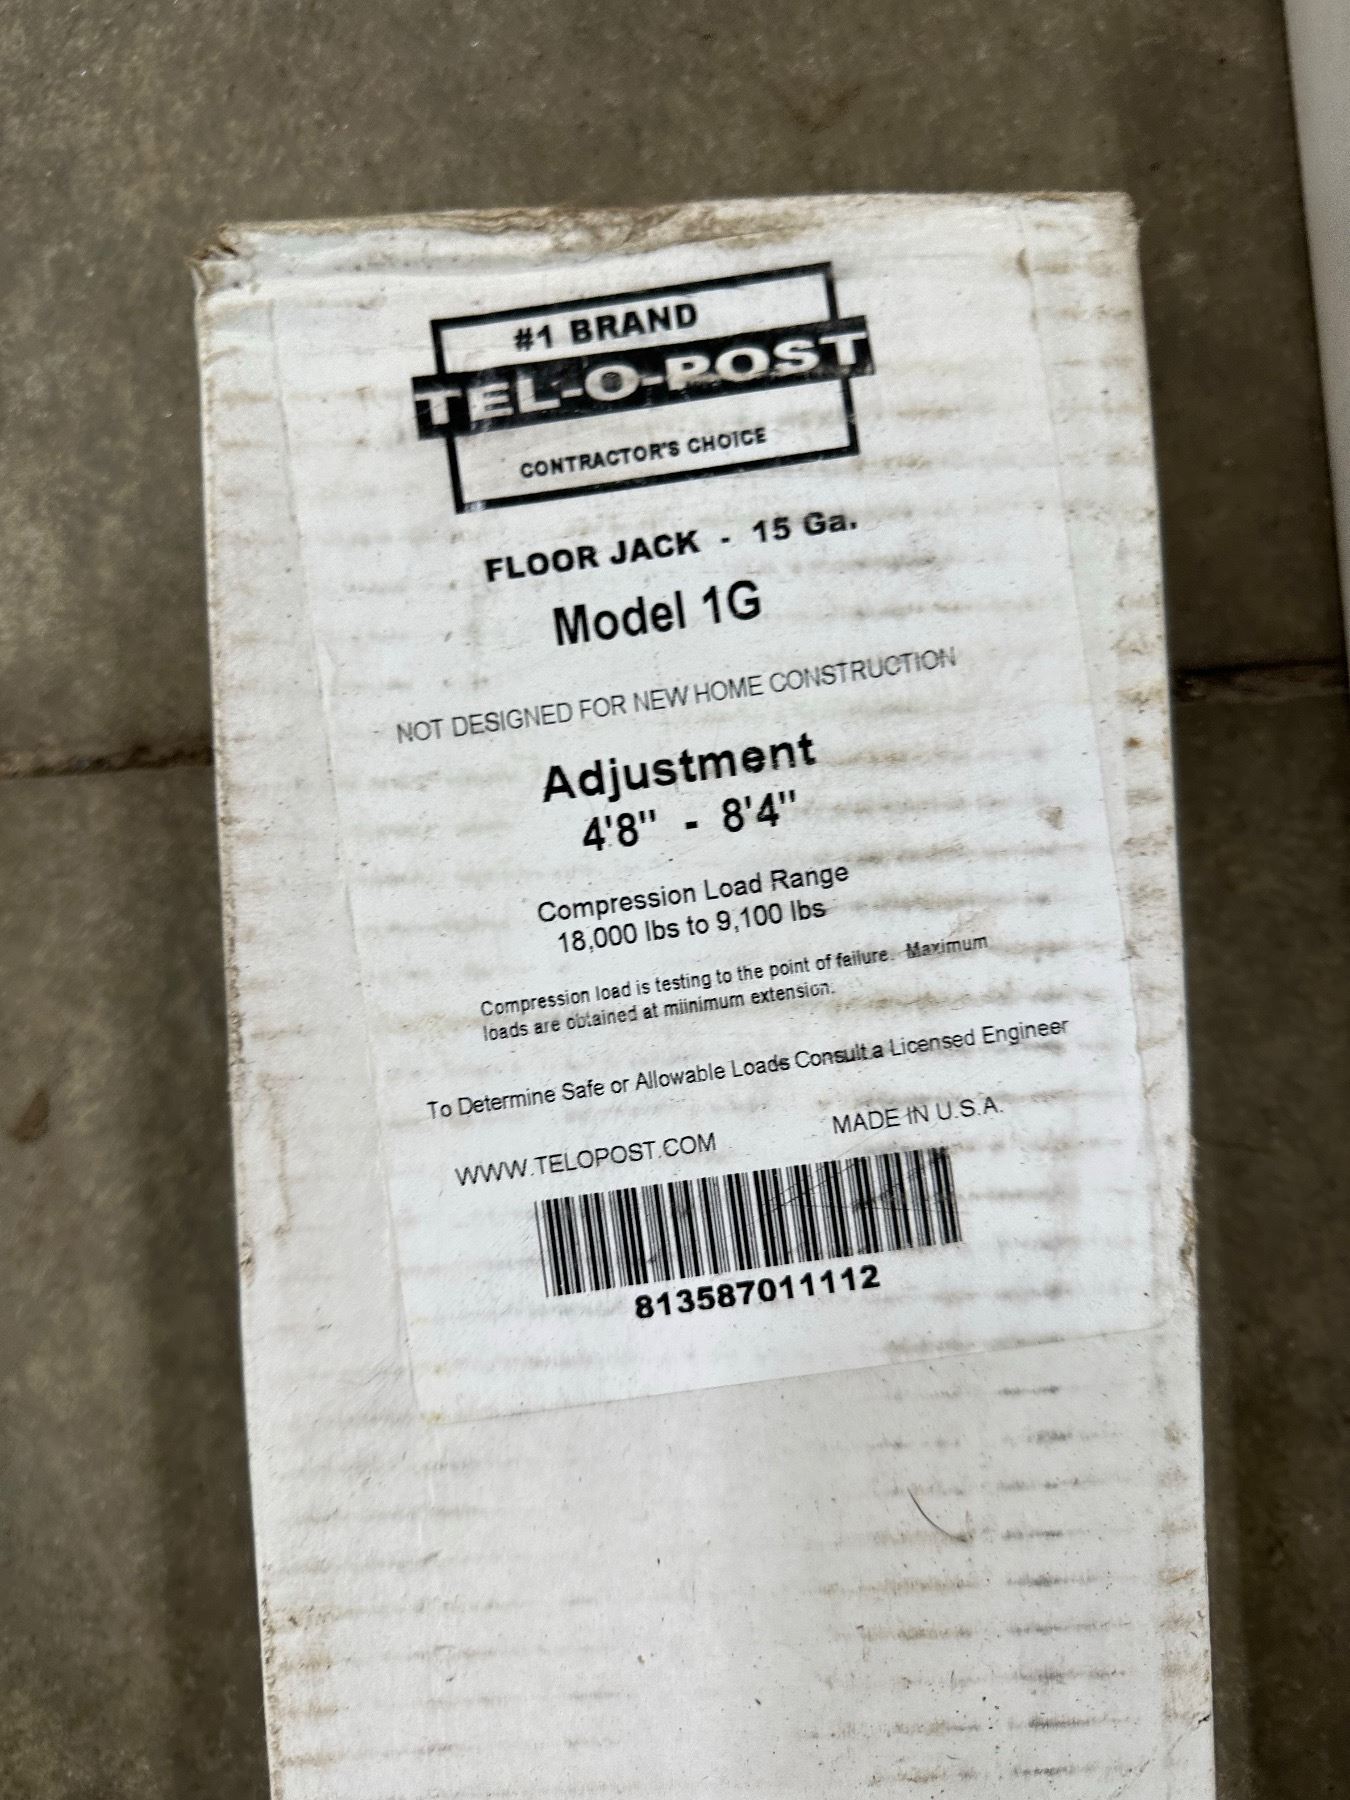 #1 BRAND
TEL-O-POST
CONTRACTOR'S CHOICE
FLOOR JACK - 15 Ga.
Model 1G
NOT DESIGNED FOR NEW HOME CONSTRUCTION
Adjustment
4'8" - 8'4"
Compression Load Range
18,000 lbs to 9,100 lbs
Compression load is testing to the point of failure. Maximum
loads are obtained at miinimum extension.
To Determine Safe or Allowable Loads Consult a Licensed Engineer
WWW.TELOPOST.COM MADE IN U.S.A.
813587011112